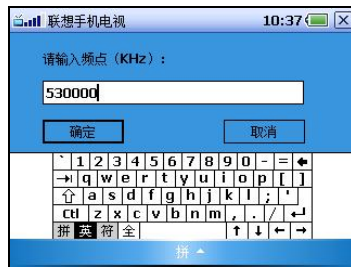 联想手机电视 10:37
请输入频点（KHz）:
530000
确定 取消
` 1 2 3 4 5 6 7 8 9 0 - =
q w e r t y u i o p [ ]
a s d f g h j k l ; '
Ctl z x c v b n m , . /
拼 英 符 全
拼